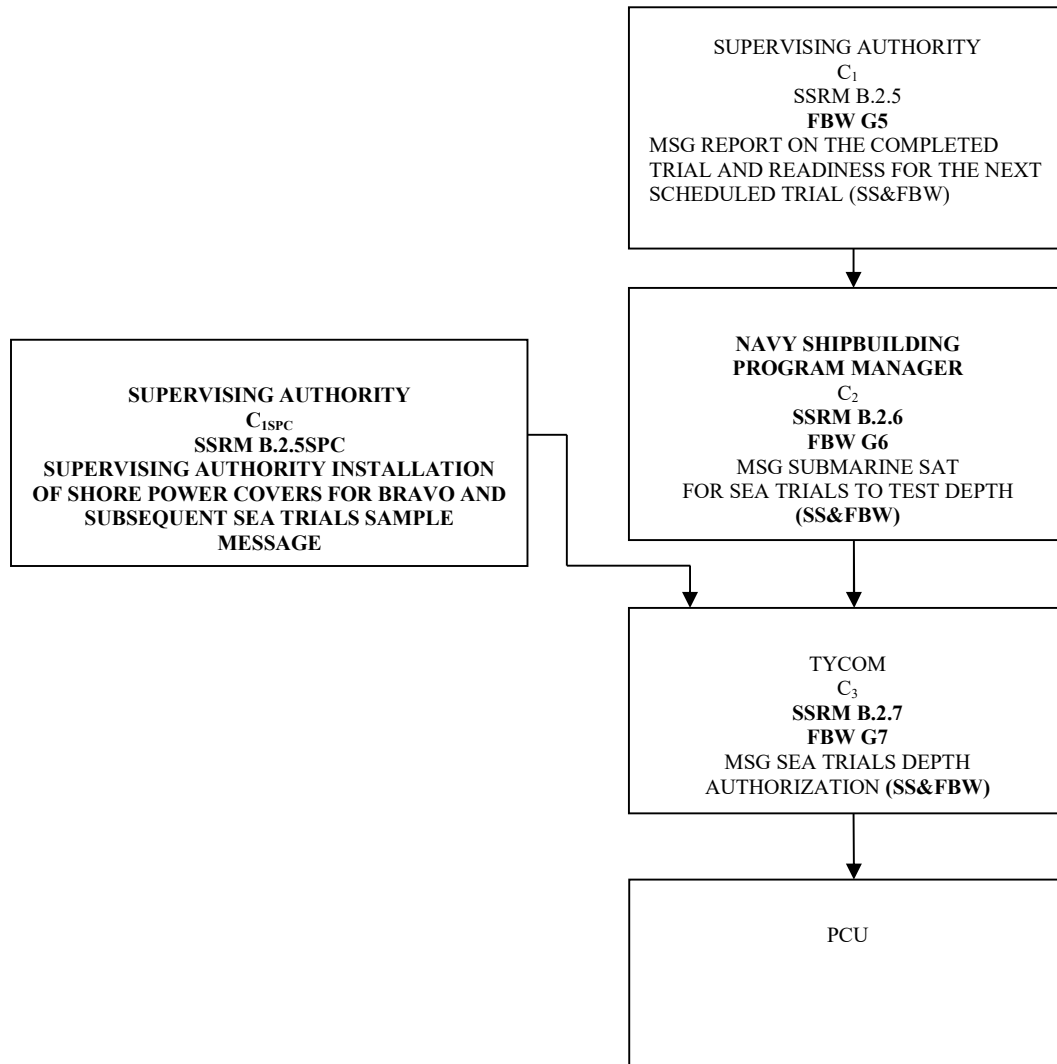 SUPERVISING AUTHORITY
C1
SSRM B.2.5
FBW G5
MSG REPORT ON THE COMPLETED
TRIAL AND READINESS FOR THE NEXT
SCHEDULED TRIAL (SS&FBW)
NAVY SHIPBUILDING
PROGRAM MANAGER
C2
SSRM B.2.6
FBW G6
MSG SUBMARINE SAT
FOR SEA TRIALS TO TEST DEPTH
(SS&FBW)
SUPERVISING AUTHORITY
C1SPC
SSRM B.2.5SPC
SUPERVISING AUTHORITY INSTALLATION
OF SHORE POWER COVERS FOR BRAVO AND
SUBSEQUENT SEA TRIALS SAMPLE
MESSAGE
TYCOM
C3
SSRM B.2.7
FBW G7
MSG SEA TRIALS DEPTH
AUTHORIZATION (SS&FBW)
PCU